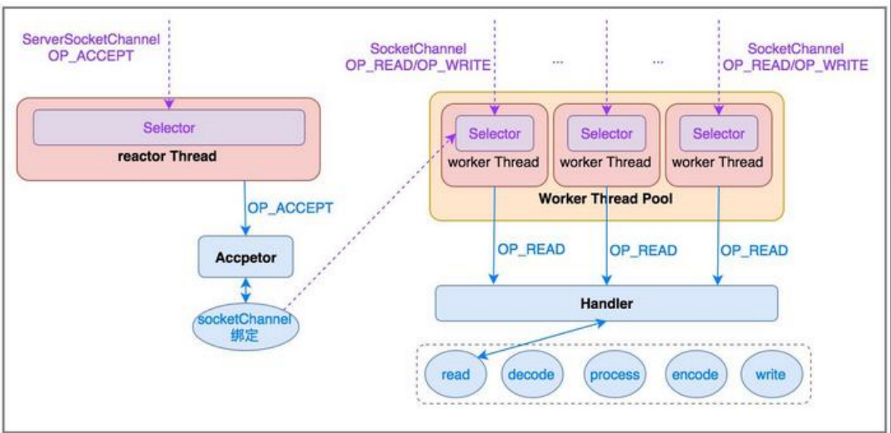 ServerSocketChannel
OP_ACCEPT
Selector
reactor Thread
OP_ACCEPT
Accpetor
socketChannel
绑定
SocketChannel
OP_READ/OP_WRITE
...
...
SocketChannel
OP_READ/OP_WRITE
Selector
worker Thread
Selector
worker Thread
Selector
worker Thread
Worker Thread Pool
OP_READ
OP_READ
OP_READ
Handler
read
decode
process
encode
write